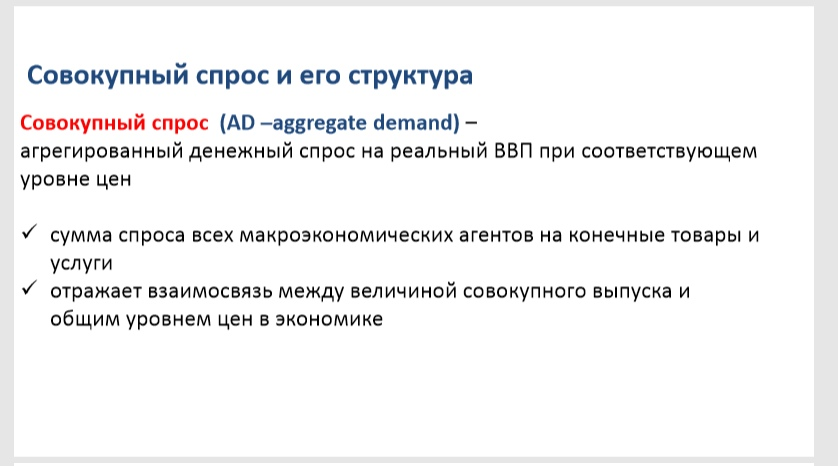 Совокупный спрос и его структура
Совокупный спрос (AD –aggregate demand) –
агрегированный денежный спрос на реальный ВВП при соответствующем
уровне цен
✓ сумма спроса всех макроэкономических агентов на конечные товары и
услуги
✓ отражает взаимосвязь между величиной совокупного выпуска и
общим уровнем цен в экономике